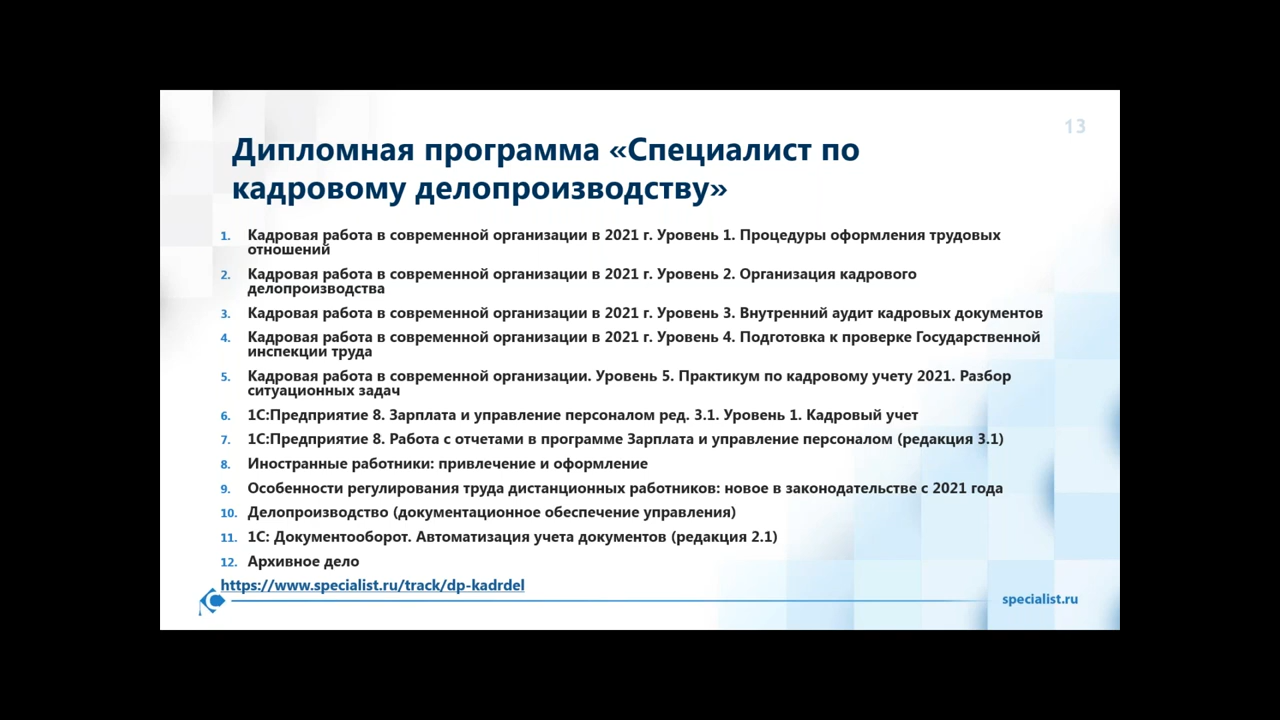 13
Дипломная программа «Специалист по
кадровому делопроизводству»
1. Кадровая работа в современной организации в 2021 г. Уровень 1. Процедуры оформления трудовых
отношений
2. Кадровая работа в современной организации в 2021 г. Уровень 2. Организация кадрового
делопроизводства
3. Кадровая работа в современной организации в 2021 г. Уровень 3. Внутренний аудит кадровых документов
4. Кадровая работа в современной организации в 2021 г. Уровень 4. Подготовка к проверке Государственной
инспекции труда
5. Кадровая работа в современной организации. Уровень 5. Практикум по кадровому учету 2021. Разбор
ситуационных задач
6. 1С:Предприятие 8. Зарплата и управление персоналом ред. 3.1. Уровень 1. Кадровый учет
7. 1С:Предприятие 8. Работа с отчетами в программе Зарплата и управление персоналом (редакция 3.1)
8. Иностранные работники: привлечение и оформление
9. Особенности регулирования труда дистанционных работников: новое в законодательстве с 2021 года
10. Делопроизводство (документационное обеспечение управления)
11. 1С: Документооборот. Автоматизация учета документов (редакция 2.1)
12. Архивное дело
https://www.specialist.ru/track/dp-kadrdel
specialist.ru